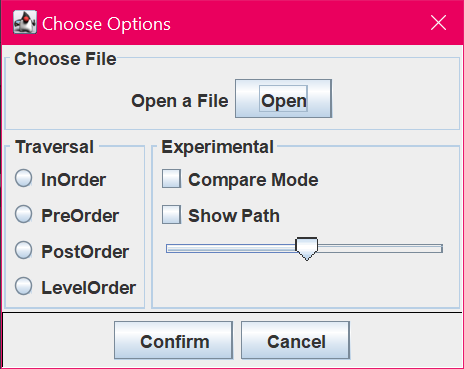 Choose Options
Choose File
Open a File Open
Traversal
InOrder
PreOrder
PostOrder
LevelOrder
Experimental
Compare Mode
Show Path
Confirm Cancel